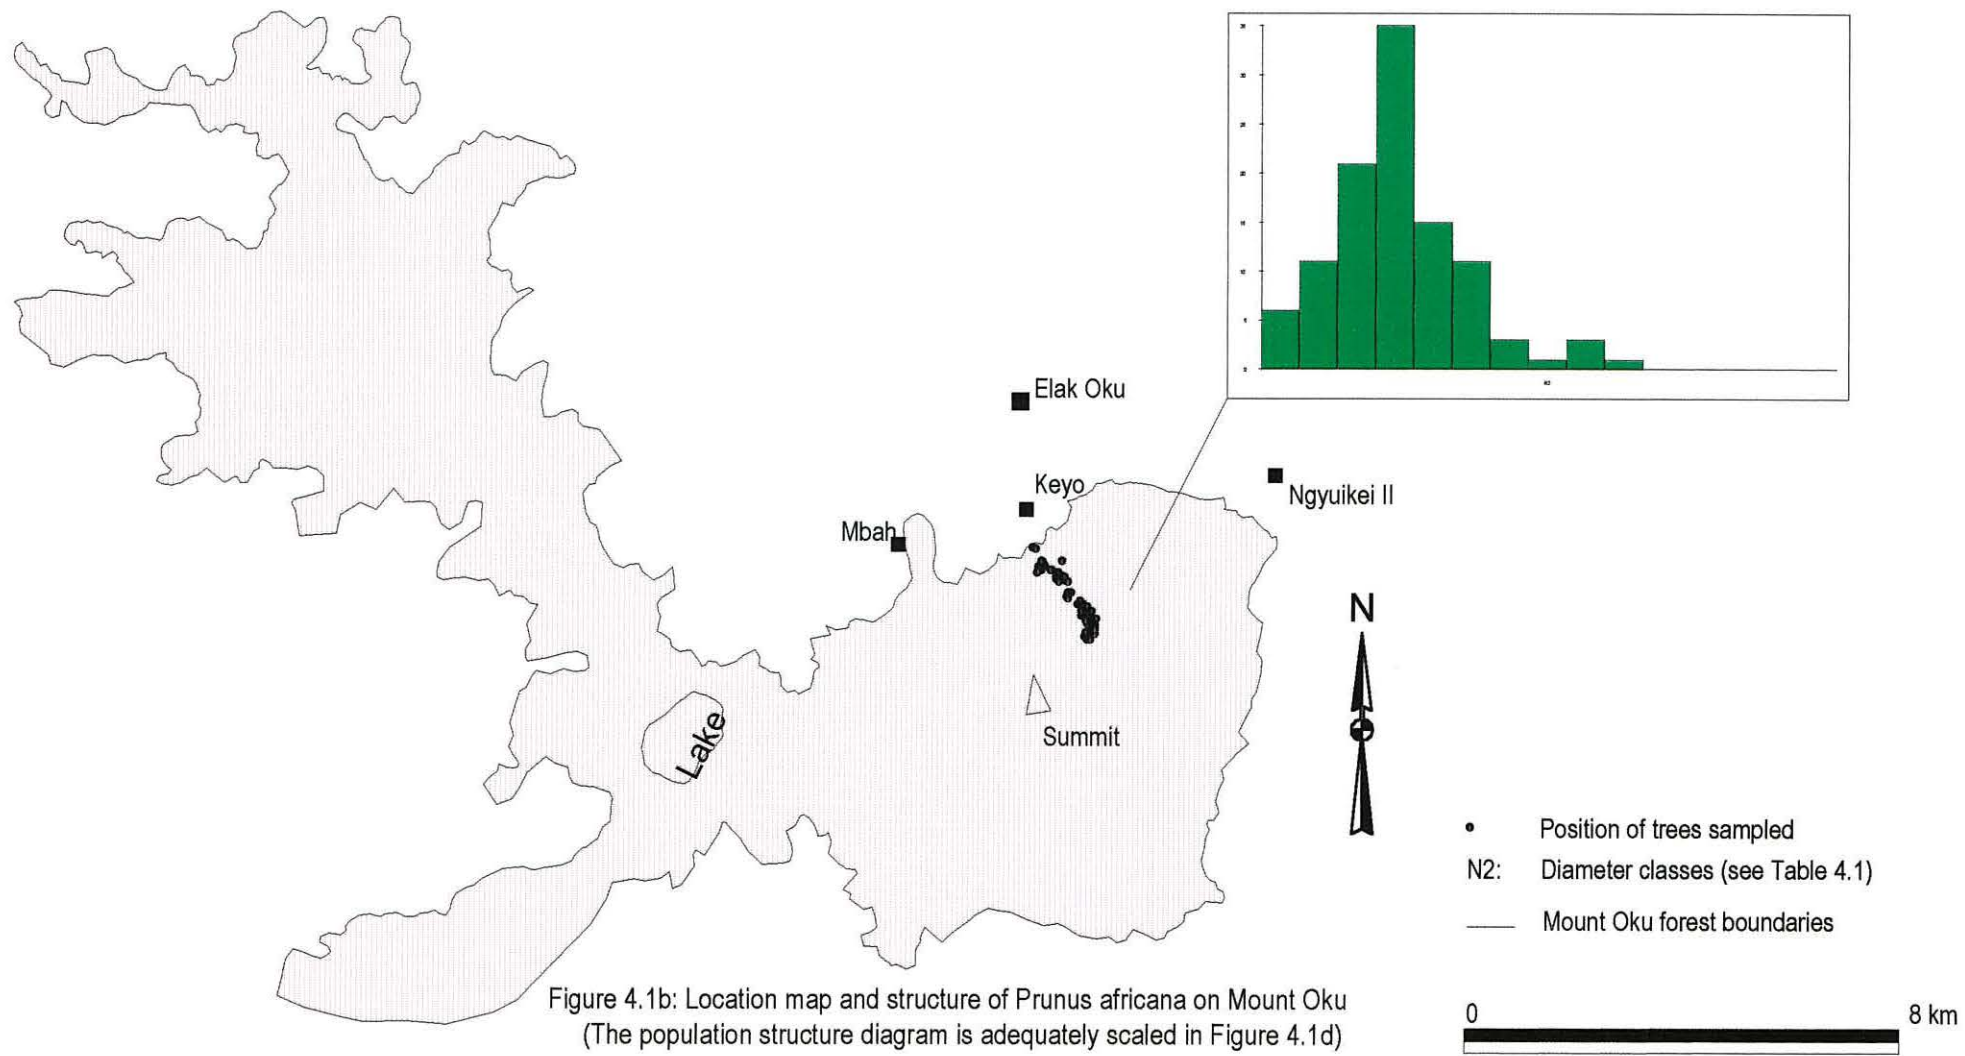 Elak Oku
Keyo
Ngyuikei II
Mbah
N
Lake
Summit
Position of trees sampled
N2: Diameter classes (see Table 4.1)
Mount Oku forest boundaries
Figure 4.1b: Location map and structure of Prunus africana on Mount Oku
(The population structure diagram is adequately scaled in Figure 4.1d)
0 8 km